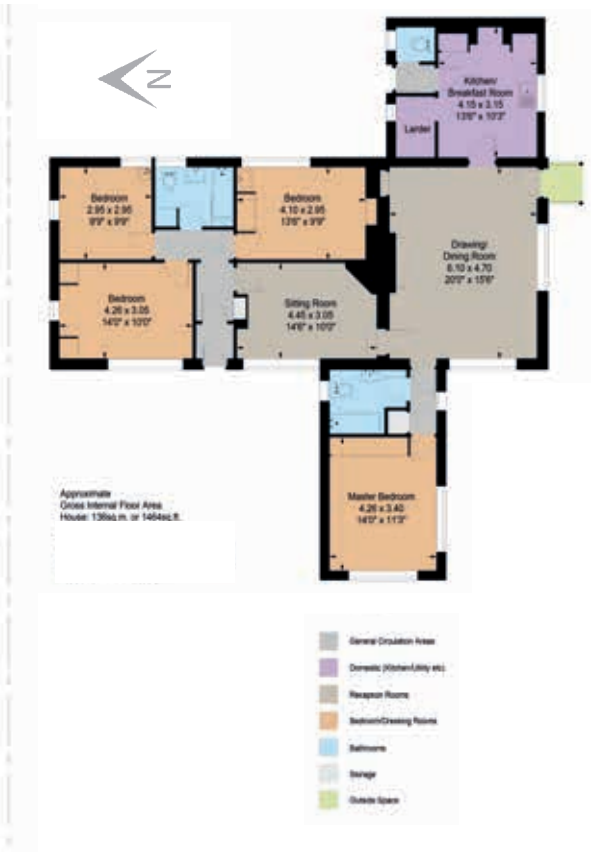 N
Kitchen/
Breakfast Room
4.15 x 3.15
13'6" x 10'3"
Larder
Bedroom
2.95 x 2.95
9'9" x 9'9"
Bedroom
4.10 x 2.95
13'6" x 9'9"
Drawing/
Dining Room
6.10 x 4.70
20'0" x 15'6"
Bedroom
4.26 x 3.05
14'0" x 10'0"
Sitting Room
4.45 x 3.05
14'6" x 10'0"
Master Bedroom
4.26 x 3.40
14'0" x 11'3"
Approximate
Gross Internal Floor Area
House: 136sq.m. or 1464sq.ft.
General Circulation Areas
Domestic (Kitchen/Utility etc)
Reception Rooms
Bedroom/Dressing Rooms
Bathrooms
Storage
Outside Space